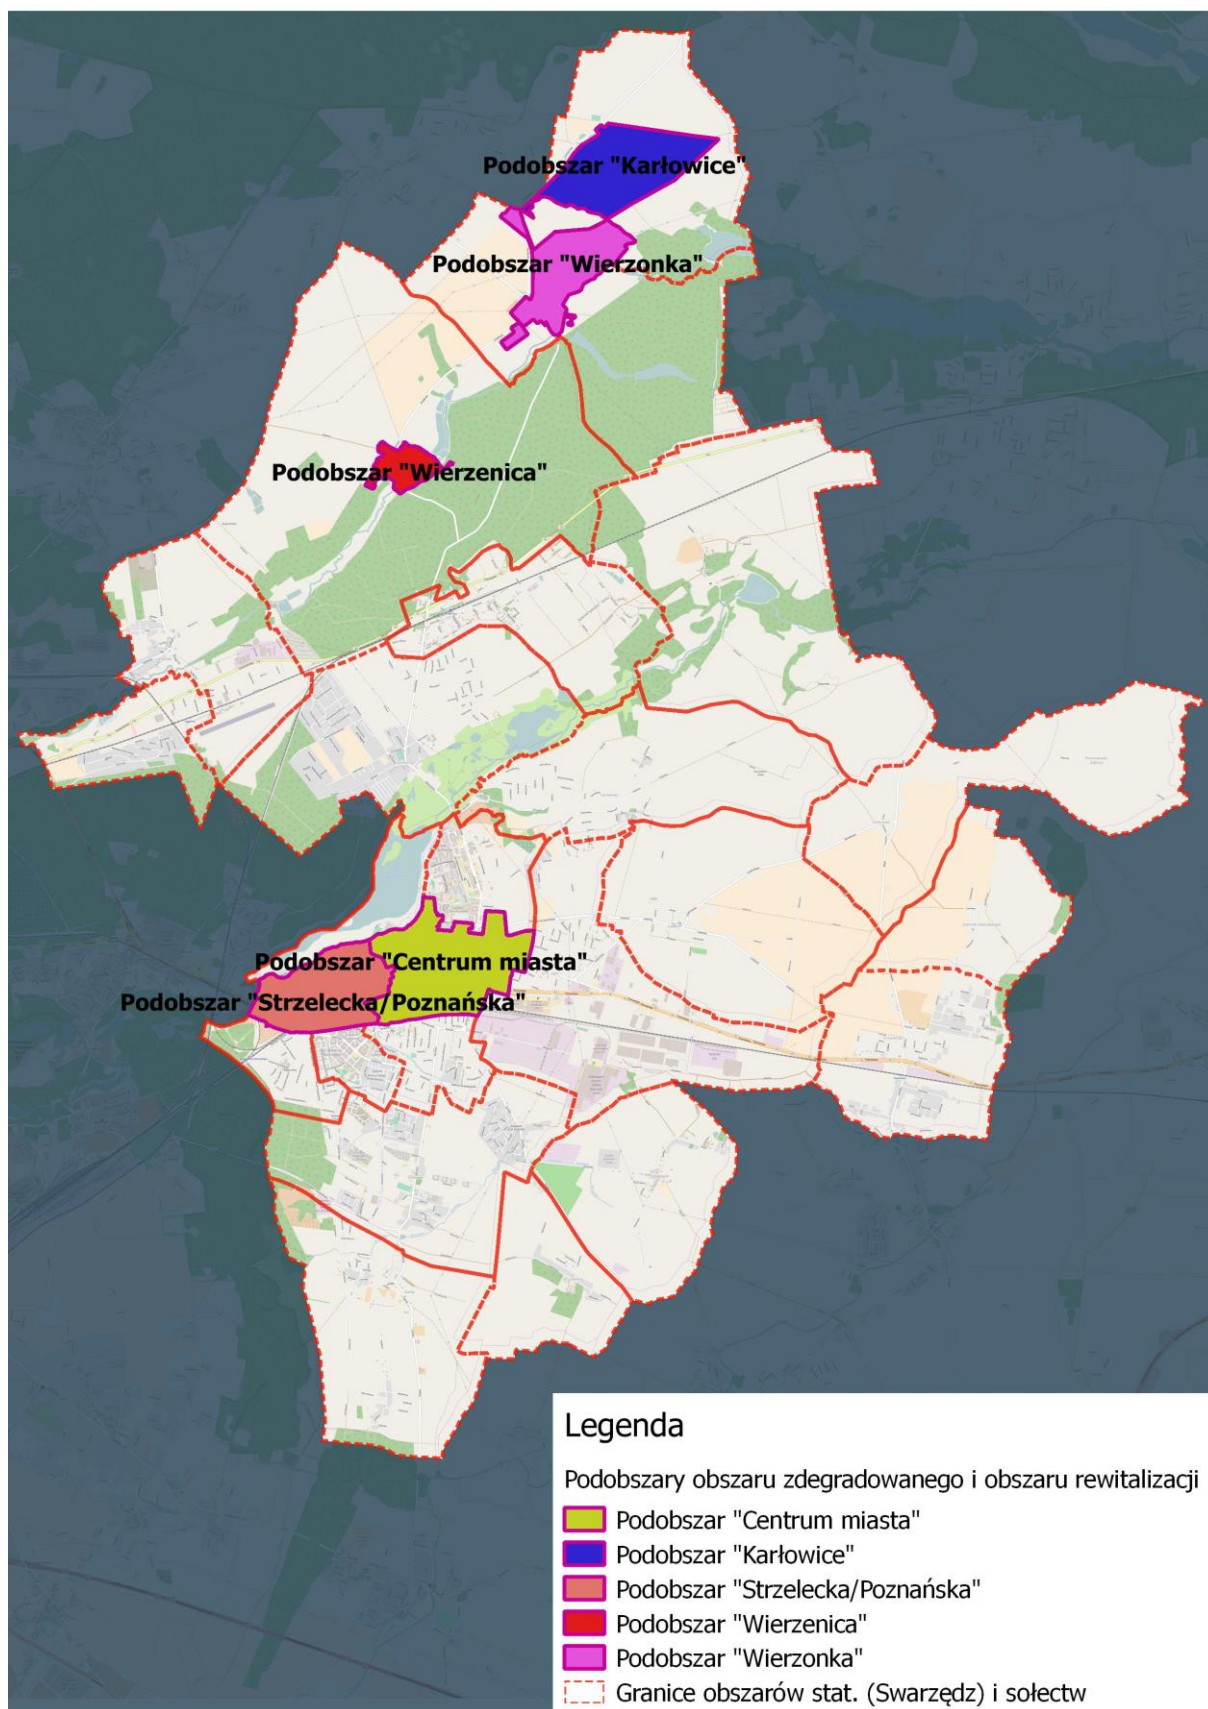 Podobszar "Karłowice"
Podobszar "Wierzonka"
Podobszar "Wierzenica"
Podobszar "Centrum miasta"
Podobszar "Strzelecka/Poznańska"
Legenda
Podobszary obszaru zdegradowanego i obszaru rewitalizacji
Podobszar "Centrum miasta"
Podobszar "Karłowice"
Podobszar "Strzelecka/Poznańska"
Podobszar "Wierzenica"
Podobszar "Wierzonka"
Granice obszarów stat. (Swarzędz) i sołectw